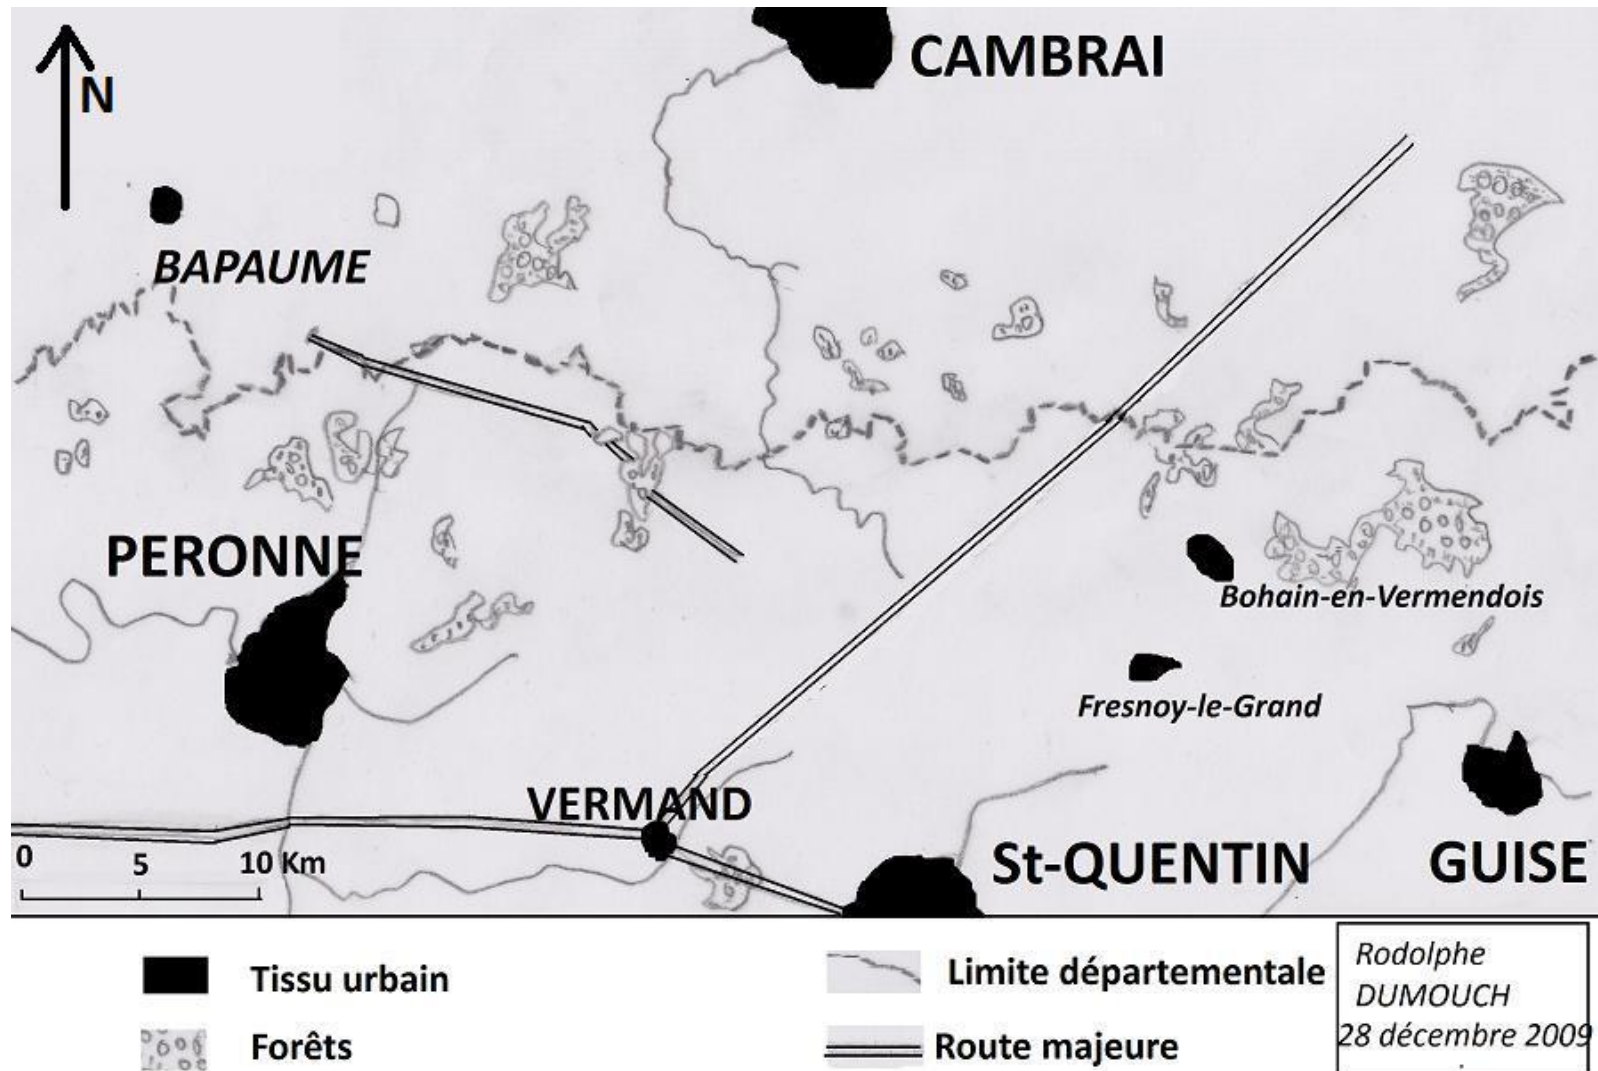 CAMBRAI
N
BAPAUME
PERONNE
Bohain-en-Vermendois
Fresnoy-le-Grand
VERMAND
St-QUENTIN
GUISE
0 5 10 Km
Tissu urbain
Limite départementale
Forêts
Route majeure
Rodolphe
DUMOUCH
28 décembre 2009